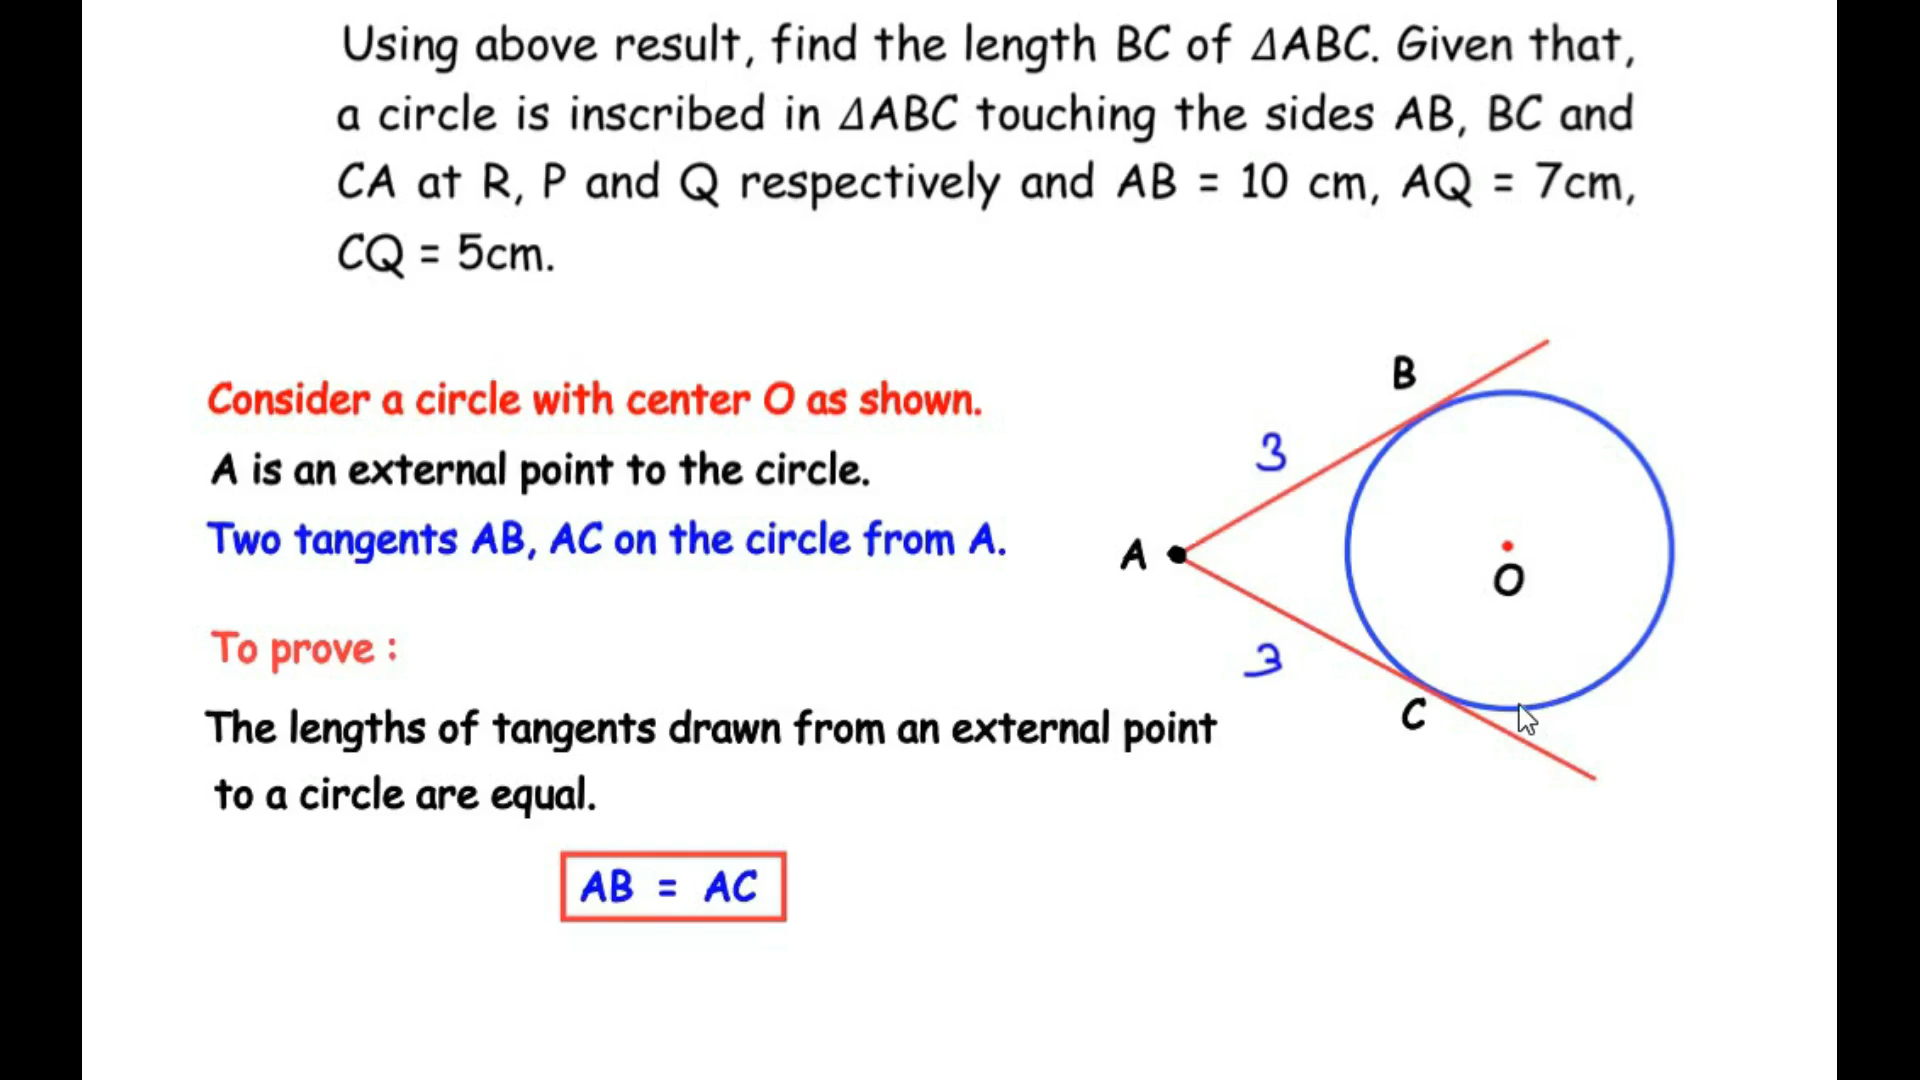 Using above result, find the length BC of ΔABC. Given that,
a circle is inscribed in ΔABC touching the sides AB, BC and
CA at R, P and Q respectively and AB = 10 cm, AQ = 7cm,
CQ = 5cm.
Consider a circle with center O as shown.
A is an external point to the circle.
Two tangents AB, AC on the circle from A.
To prove :
The lengths of tangents drawn from an external point
to a circle are equal.
AB = AC
B
3
A
O
3
C